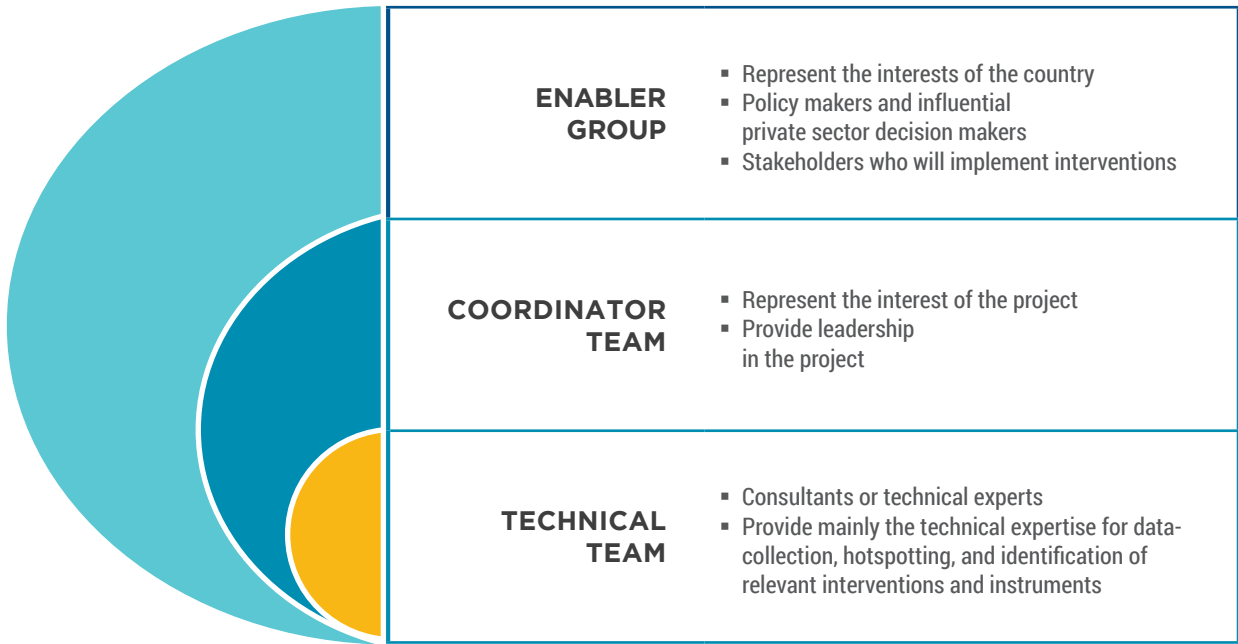 ENABLER
GROUP
▪ Represent the interests of the country
▪ Policy makers and influential
private sector decision makers
▪ Stakeholders who will implement interventions
COORDINATOR
TEAM
▪ Represent the interest of the project
▪ Provide leadership
in the project
TECHNICAL
TEAM
▪ Consultants or technical experts
▪ Provide mainly the technical expertise for data-
collection, hotspotting, and identification of
relevant interventions and instruments